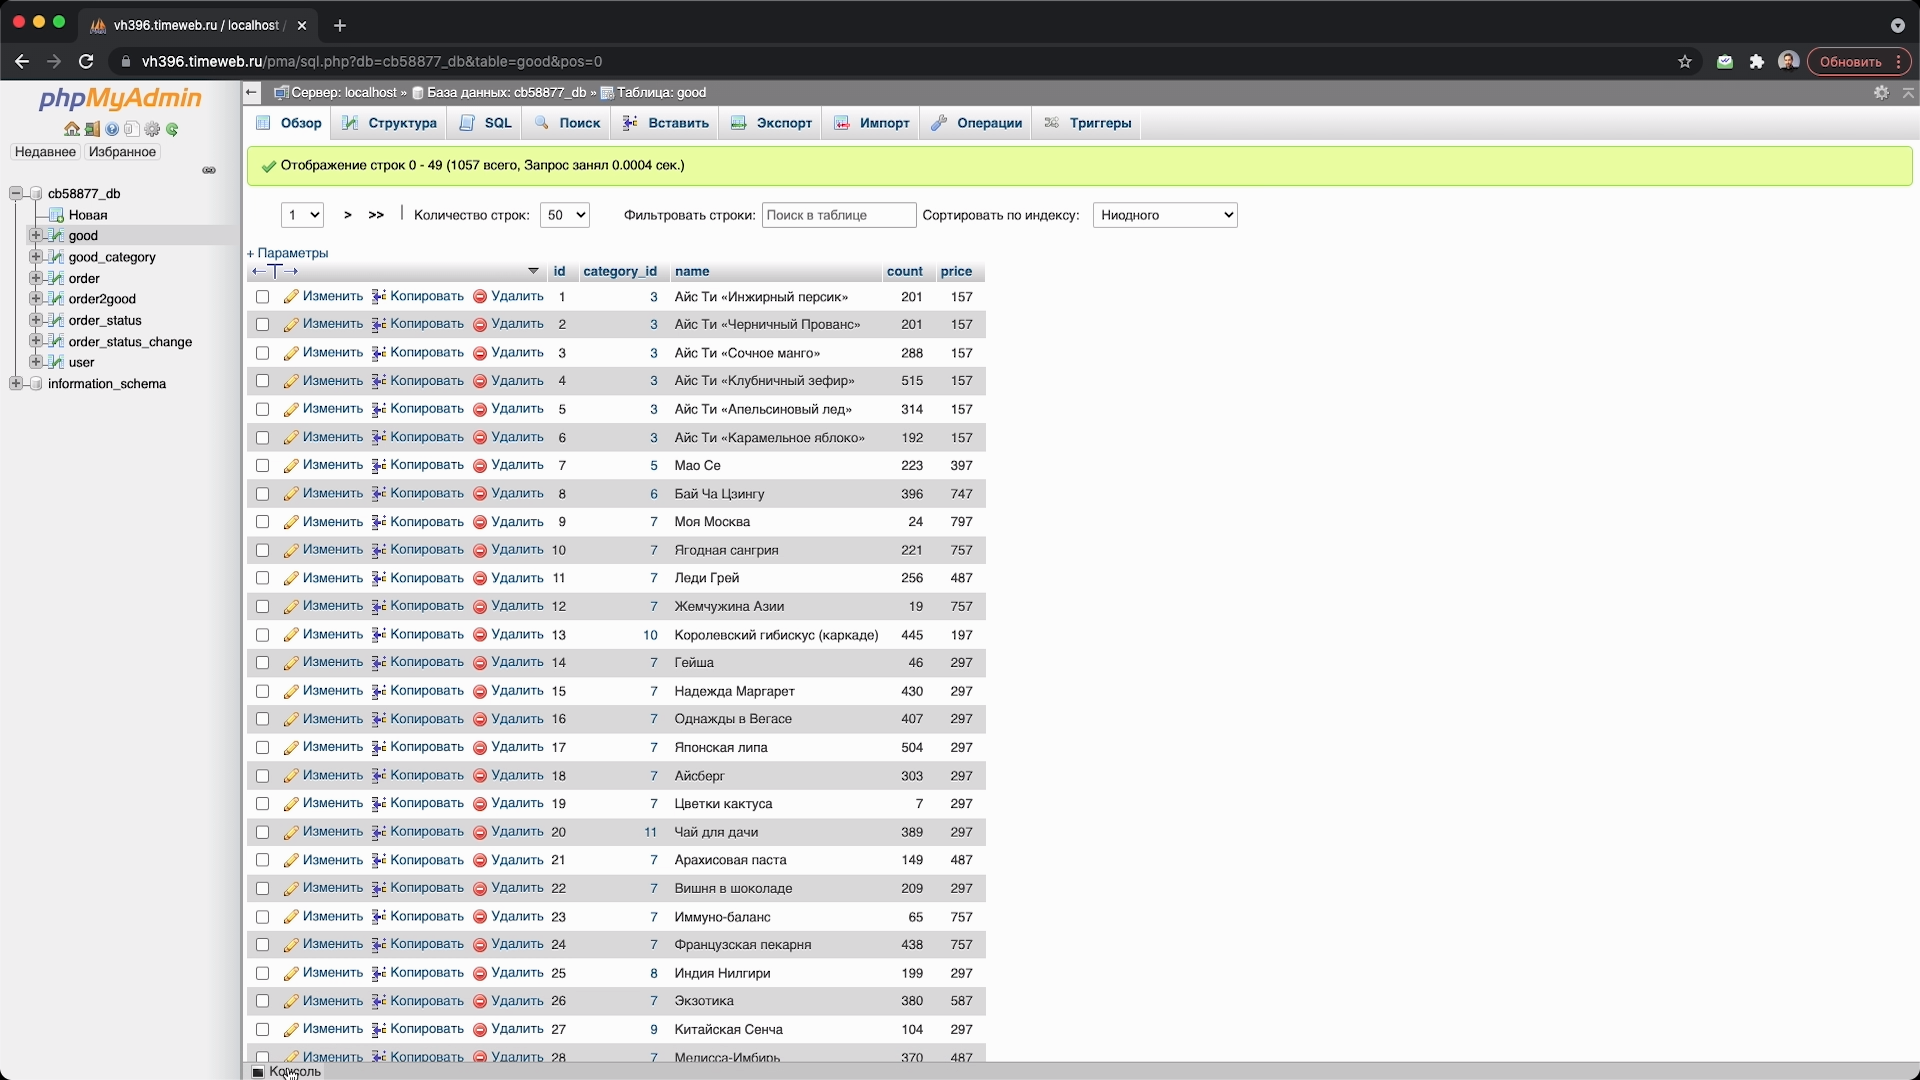 vh396.timeweb.ru / localhost /
vh396.timeweb.ru/pma/sql.php?db=cb58877_db&table=good&pos=0
Обновить
phpMyAdmin
Недавнее Избранное
cb58877_db
Новая
good
good_category
order
order2good
order_status
order_status_change
user
information_schema
Сервер: localhost » База данных: cb58877_db » Таблица: good
Обзор Структура SQL Поиск Вставить Экспорт Импорт Операции Триггеры
Отображение строк 0 - 49 (1057 всего, Запрос занял 0.0004 сек.)
1 > >> | Количество строк: 50 Фильтровать строки: Поиск в таблице Сортировать по индексу: Ниодного
+ Параметры
←T→ id category_id name count price
Изменить Копировать Удалить 1 3 Айс Ти «Инжирный персик» 201 157
Изменить Копировать Удалить 2 3 Айс Ти «Черничный Прованс» 201 157
Изменить Копировать Удалить 3 3 Айс Ти «Сочное манго» 288 157
Изменить Копировать Удалить 4 3 Айс Ти «Клубничный зефир» 515 157
Изменить Копировать Удалить 5 3 Айс Ти «Апельсиновый лед» 314 157
Изменить Копировать Удалить 6 3 Айс Ти «Карамельное яблоко» 192 157
Изменить Копировать Удалить 7 5 Мао Се 223 397
Изменить Копировать Удалить 8 6 Бай Ча Цзингу 396 747
Изменить Копировать Удалить 9 7 Моя Москва 24 797
Изменить Копировать Удалить 10 7 Ягодная сангрия 221 757
Изменить Копировать Удалить 11 7 Леди Грей 256 487
Изменить Копировать Удалить 12 7 Жемчужина Азии 19 757
Изменить Копировать Удалить 13 10 Королевский гибискус (каркаде) 445 197
Изменить Копировать Удалить 14 7 Гейша 46 297
Изменить Копировать Удалить 15 7 Надежда Маргарет 430 297
Изменить Копировать Удалить 16 7 Однажды в Вегасе 407 297
Изменить Копировать Удалить 17 7 Японская липа 504 297
Изменить Копировать Удалить 18 7 Айсберг 303 297
Изменить Копировать Удалить 19 7 Цветки кактуса 7 297
Изменить Копировать Удалить 20 11 Чай для дачи 389 297
Изменить Копировать Удалить 21 7 Арахисовая паста 149 487
Изменить Копировать Удалить 22 7 Вишня в шоколаде 209 297
Изменить Копировать Удалить 23 7 Иммуно-баланс 65 757
Изменить Копировать Удалить 24 7 Французская пекарня 438 757
Изменить Копировать Удалить 25 8 Индия Нилгири 199 297
Изменить Копировать Удалить 26 7 Экзотика 380 587
Изменить Копировать Удалить 27 9 Китайская Сенча 104 297
Изменить Копировать Удалить 28 7 Мелисса-Имбирь 370 487
Консоль